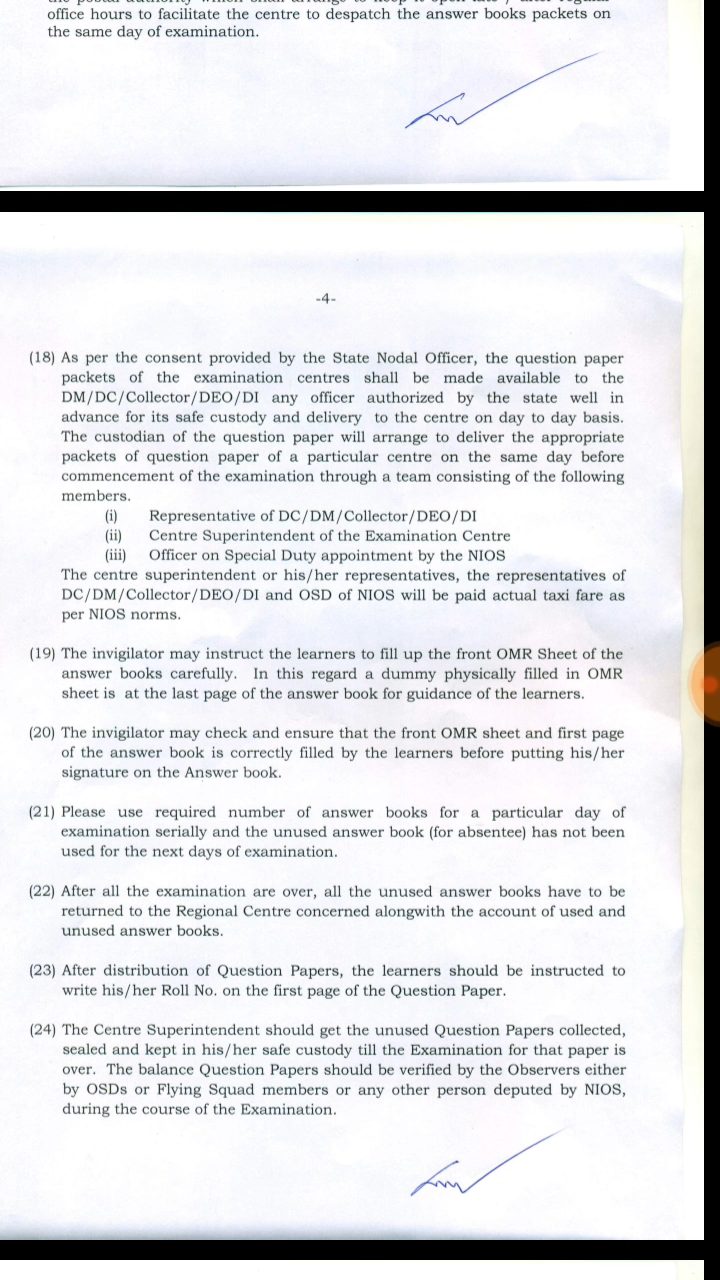 office hours to facilitate the centre to despatch the answer books packets on
the same day of examination.
-4-
(18) As per the consent provided by the State Nodal Officer, the question paper
packets of the examination centres shall be made available to the
DM/DC/Collector/DEO/DI any officer authorized by the state well in
advance for its safe custody and delivery to the centre on day to day basis.
The custodian of the question paper will arrange to deliver the appropriate
packets of question paper of a particular centre on the same day before
commencement of the examination through a team consisting of the following
members.
(i) Representative of DC/DM/Collector/DEO/DI
(ii) Centre Superintendent of the Examination Centre
(iii) Officer on Special Duty appointment by the NIOS
The centre superintendent or his/her representatives, the representatives of
DC/DM/Collector/DEO/DI and OSD of NIOS will be paid actual taxi fare as
per NIOS norms.
(19) The invigilator may instruct the learners to fill up the front OMR Sheet of the
answer books carefully. In this regard a dummy physically filled in OMR
sheet is at the last page of the answer book for guidance of the learners.
(20) The invigilator may check and ensure that the front OMR sheet and first page
of the answer book is correctly filled by the learners before putting his/her
signature on the Answer book.
(21) Please use required number of answer books for a particular day of
examination serially and the unused answer book (for absentee) has not been
used for the next days of examination.
(22) After all the examination are over, all the unused answer books have to be
returned to the Regional Centre concerned alongwith the account of used and
unused answer books.
(23) After distribution of Question Papers, the learners should be instructed to
write his/her Roll No. on the first page of the Question Paper.
(24) The Centre Superintendent should get the unused Question Papers collected,
sealed and kept in his/her safe custody till the Examination for that paper is
over. The balance Question Papers should be verified by the Observers either
by OSDs or Flying Squad members or any other person deputed by NIOS,
during the course of the Examination.